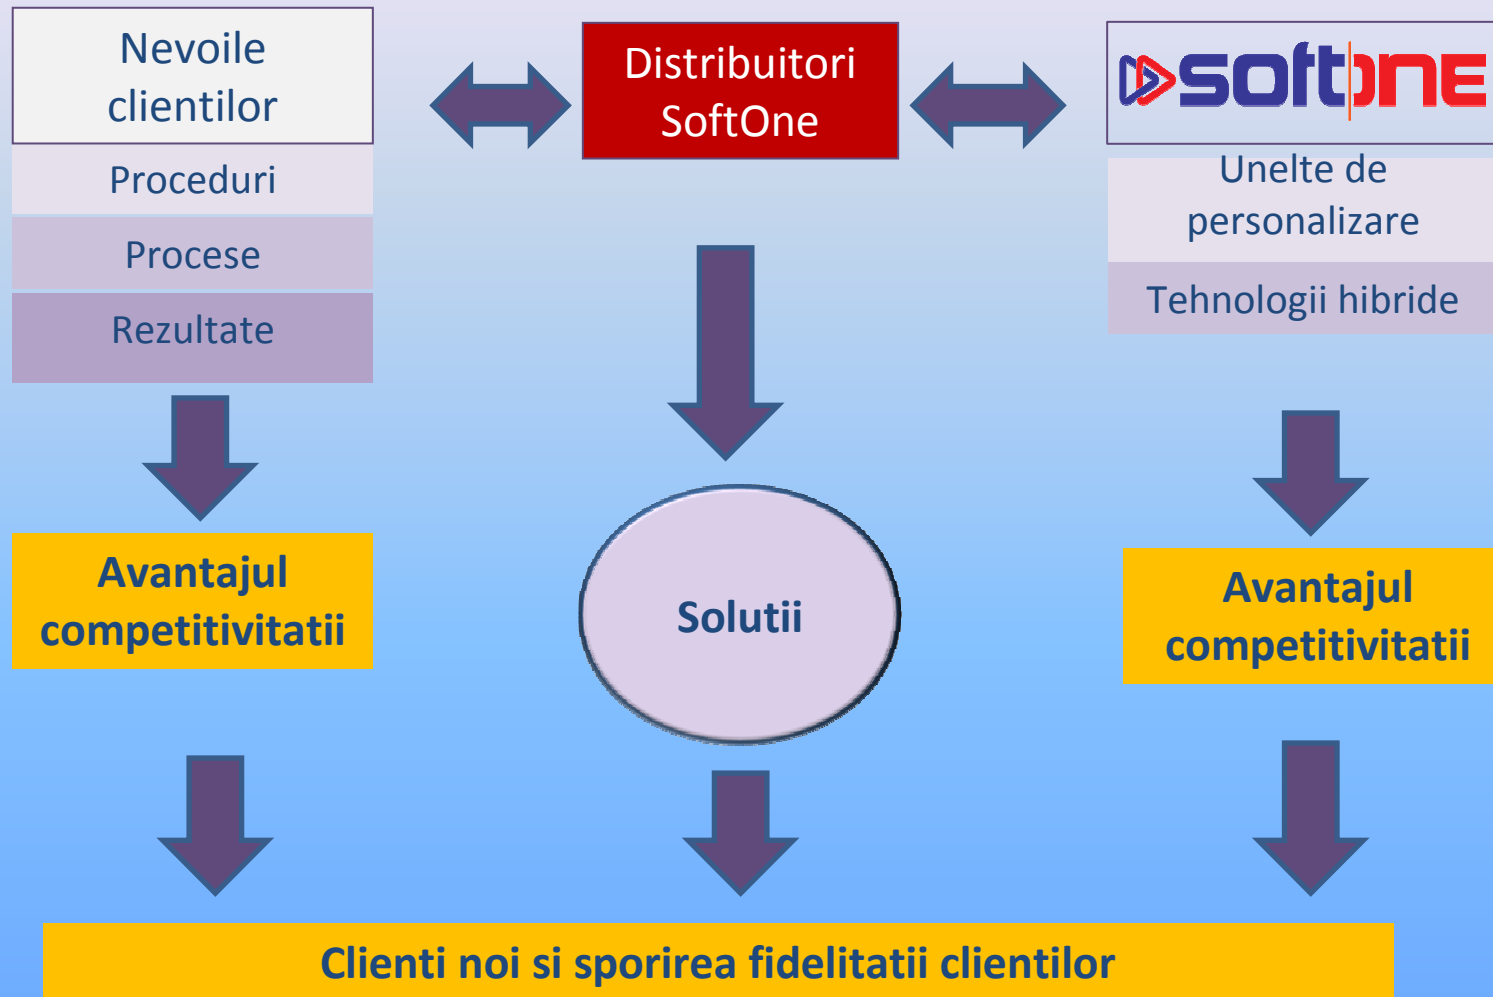 Nevoile
clientilor
Proceduri
Procese
Rezultate
Avantajul
competitivitatii
Distribuitori
SoftOne
Solutii
softone
Unelte de
personalizare
Tehnologii hibride
Avantajul
competitivitatii
Clienti noi si sporirea fidelitatii clientilor